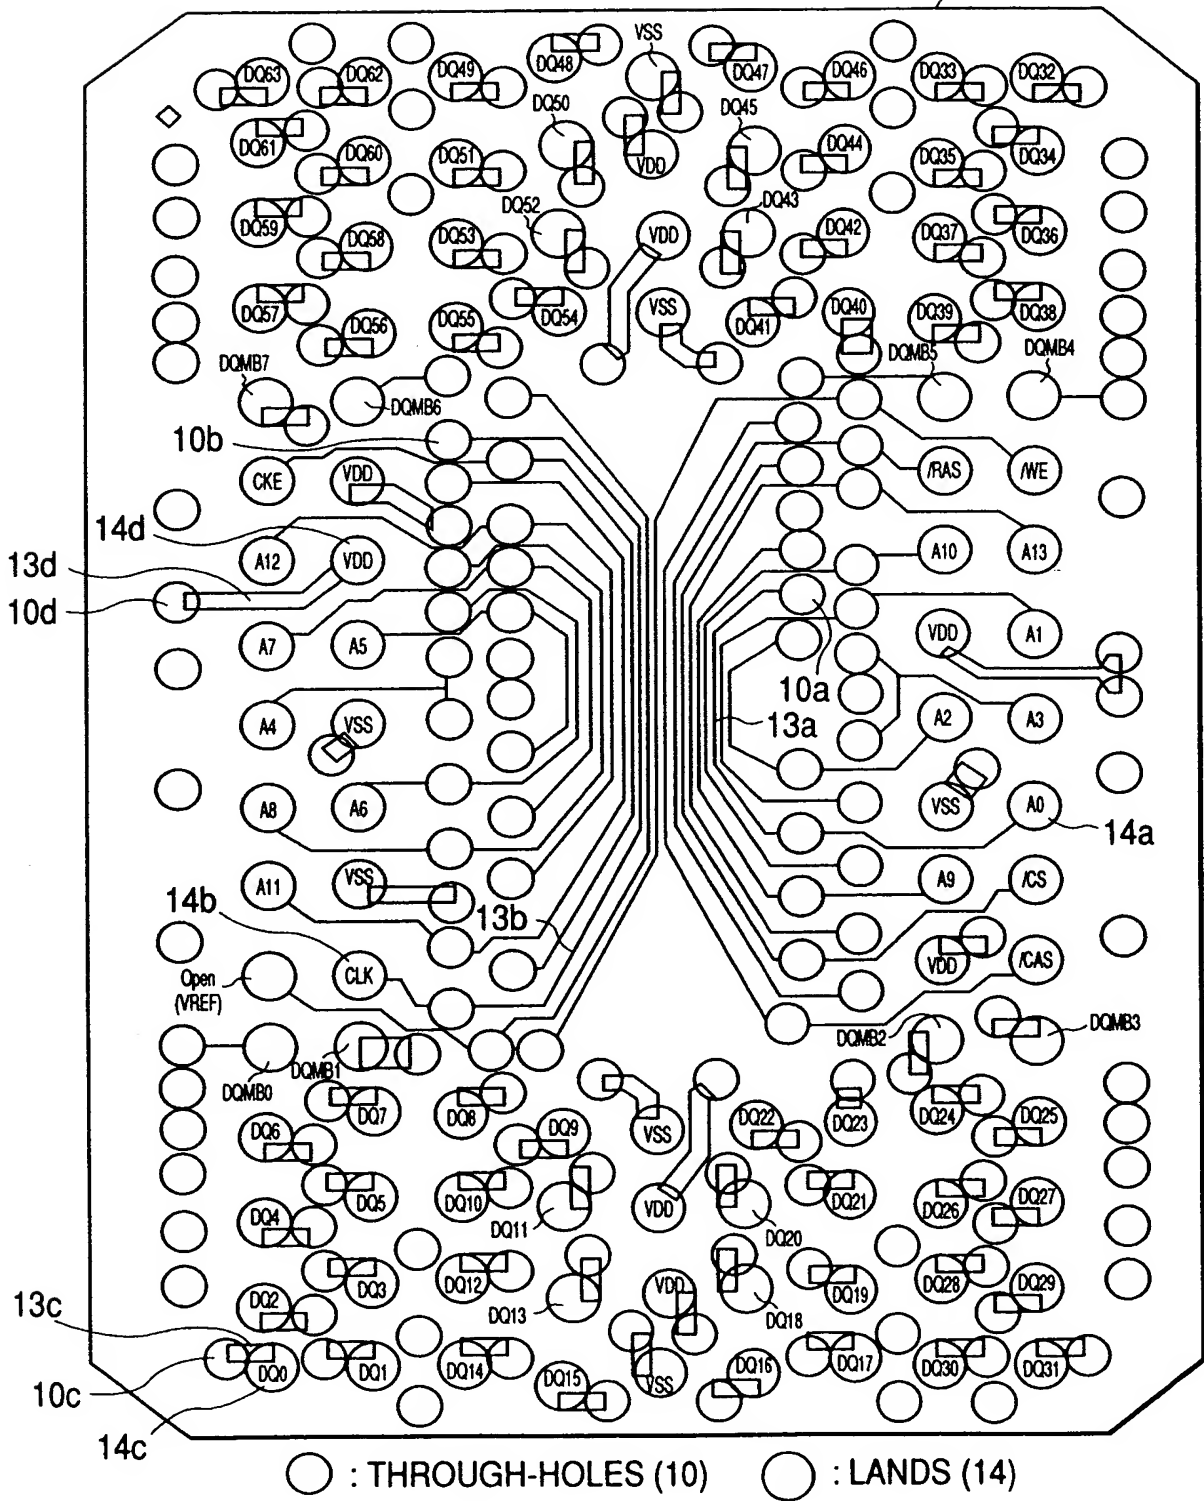 VSS
DQ63 DQ62 DQ49 DQ48 DQ47 DQ46 DQ33 DQ32
DQ50 DQ45
DQ61 DQ60 DQ51 VDD DQ44 DQ35 DQ34
DQ59 DQ58 DQ53 DQ52 VDD DQ43 DQ42 DQ37 DQ36
DQ57 DQ56 DQ55 DQ54 VSS DQ41 DQ40 DQ39 DQ38
DQMB7 DQMB6 DQMB5 DQMB4
10b
CKE VDD /RAS /WE
14d
A12 VDD A10 A13
13d
10d
A7 A5 VDD A1
10a
A4 VSS 13a A2 A3
A8 A6 VSS A0
14a
A11 VSS A9 /CS
14b 13b
Open
(VREF)
CLK VDD /CAS
DQMB0 DQMB1 DQMB2 DQMB3
DQ7 DQ8 DQ22 DQ23 DQ24 DQ25
DQ6 DQ9 VSS
DQ5 DQ10 DQ21 DQ26 DQ27
DQ4 DQ11 VDD DQ20
DQ3 DQ12 DQ19 DQ28 DQ29
DQ2 DQ13 VDD DQ18
13c
DQ0 DQ1 DQ14 DQ15 VSS DQ16 DQ17 DQ30 DQ31
10c
14c
: THROUGH-HOLES (10) : LANDS (14)